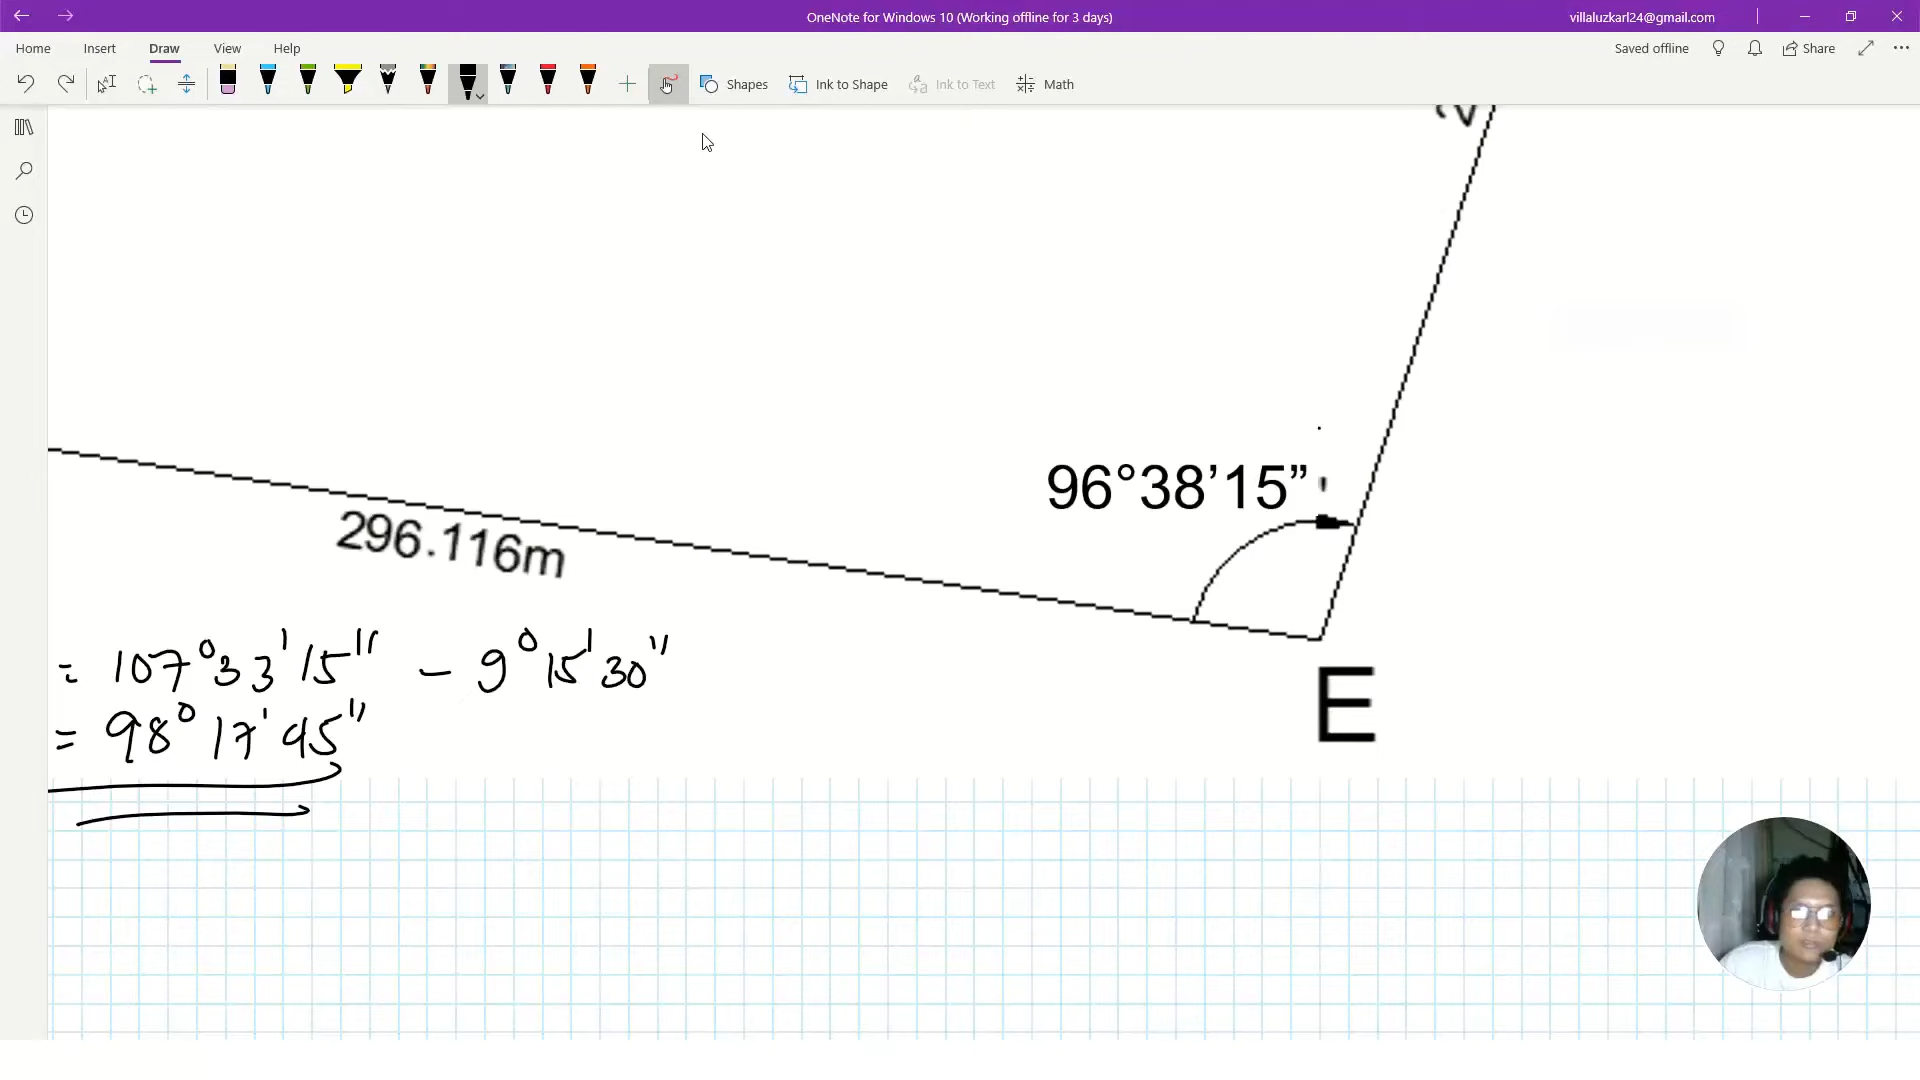 OneNote for Windows 10 (Working offline for 3 days)
villaluzkarl24@gmail.com
Home Insert Draw View Help
Saved offline
Share
Shapes
Ink to Shape
Ink to Text
Math
2
96°38’15”
296.116m
= 107°33'15" - 9°15'30"
E
= 98°17'45"